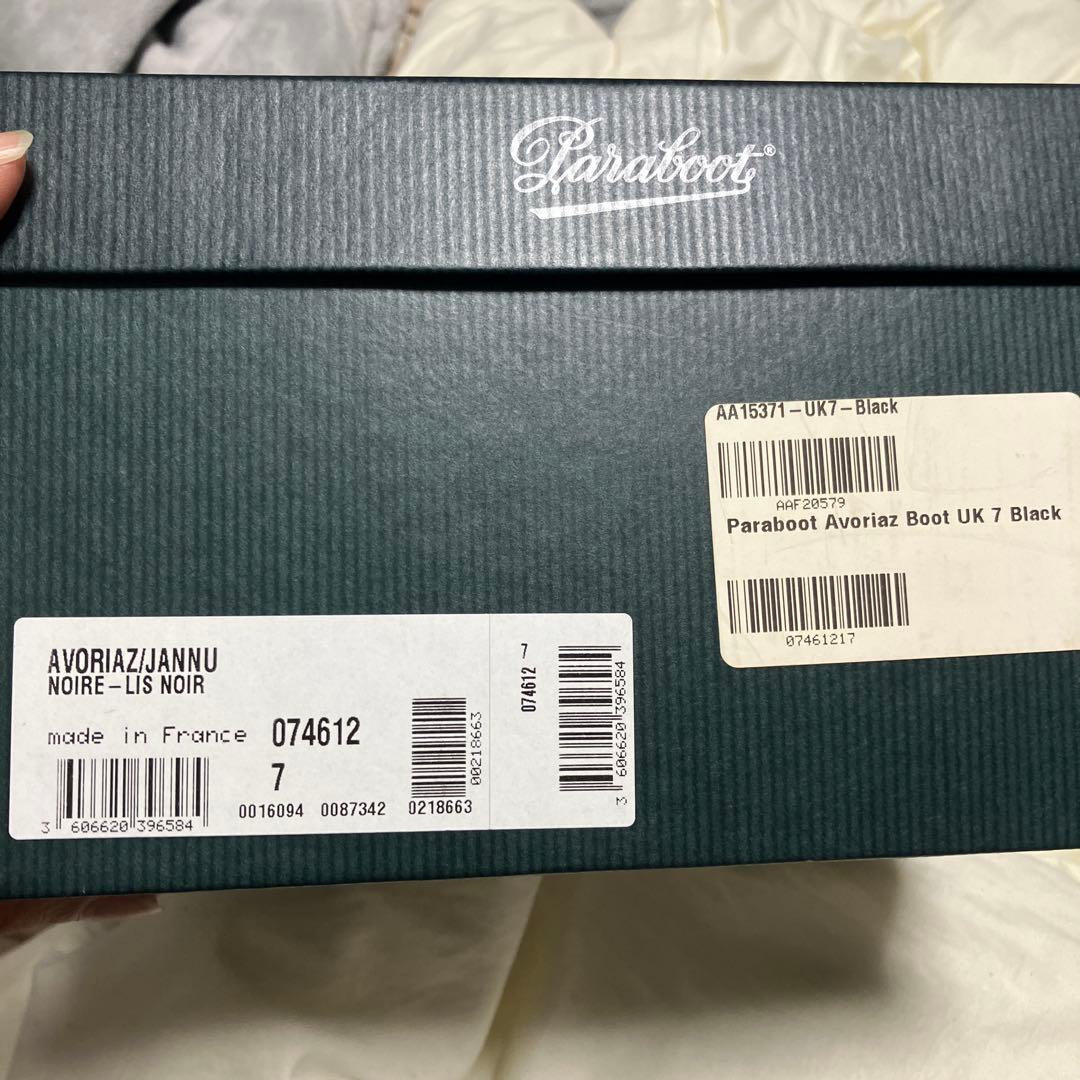 Paraboot®
AA15371-UK7-Black
AAF20579
Paraboot Avoriaz Boot UK 7 Black
07461217
AVORIAZ/JANNU
NOIRE-LIS NOIR
made in France 074612
7
3 606620 396584
0016094 0087342 0218663
00218663
7
074612
3 606620 396584